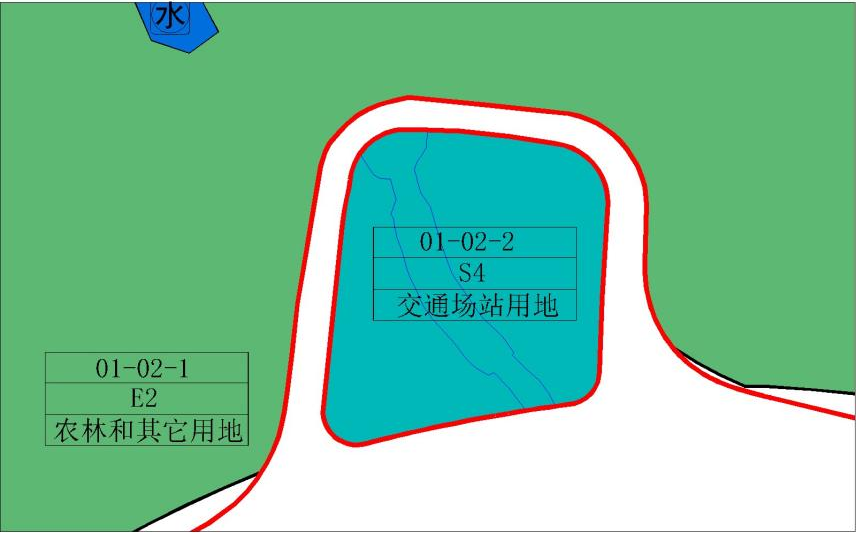 水
01-02-2
S4
交通场站用地
01-02-1
E2
农林和其它用地